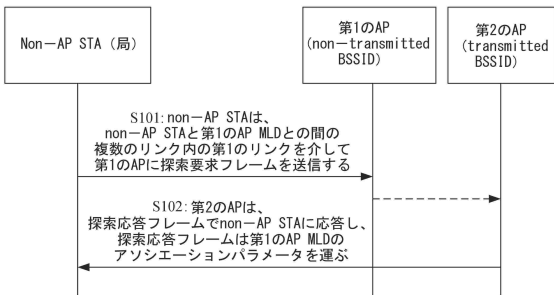 Non-AP STA(局)
第1のAP
(non-transmitted
BSSID)
第2のAP
(transmitted
BSSID)
S101:non-AP STAは、
non-AP STAと第1のAP MLDとの間の
複数のリンク内の第1のリンクを介して
第1のAPに探索要求フレームを送信する
S102:第2のAPは、
探索応答フレームでnon-AP STAに応答し、
探索応答フレームは第1のAP MLDの
アソシエーションパラメータを運ぶ